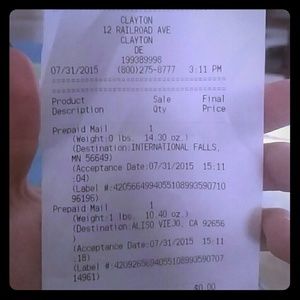 CLAYTON
12 RAILROAD AVE
CLAYTON
DE
199389998
07/31/2015 (800)275-8777 3:11 PM
Product Sale Final
Description Qty Price
Prepaid Mail 1
(Weight:0 lbs. 14.30 oz.)
(Destination:INTERNATIONAL FALLS,
MN 56649)
(Acceptance Date:07/31/2015 15:11
:04)
(Label #:420566499405510899359071​0
96196)
Prepaid Mail 1
(Weight:1 lbs. 10.40 oz.)
(Destination:ALISO VIEJO, CA 92656
)
(Acceptance Date:07/31/2015 15:11
:18)
(Label #:4209265694055108993590707
14961)
$0.00